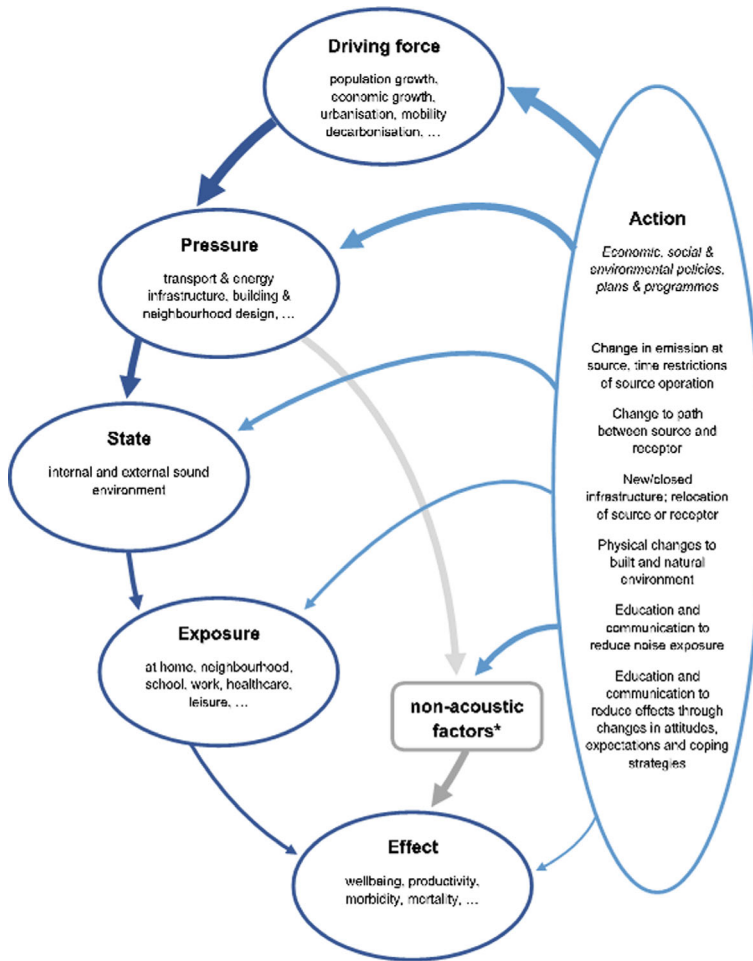 Driving force
population growth,
economic growth,
urbanisation, mobility
decarbonisation, ...
Pressure
transport & energy
infrastructure, building &
neighbourhood design, ...
State
internal and external sound
environment
Exposure
at home, neighbourhood,
school, work, healthcare,
leisure, ...
non-acoustic
factors*
Effect
wellbeing, productivity,
morbidity, mortality, ...
Action
Economic, social &
environmental policies,
plans & programmes
Change in emission at
source, time restrictions
of source operation
Change to path
between source and
receptor
New/closed
infrastructure; relocation
of source or receptor
Physical changes to
built and natural
environment
Education and
communication to
reduce noise exposure
Education and
communication to
reduce effects through
changes in attitudes,
expectations and coping
strategies